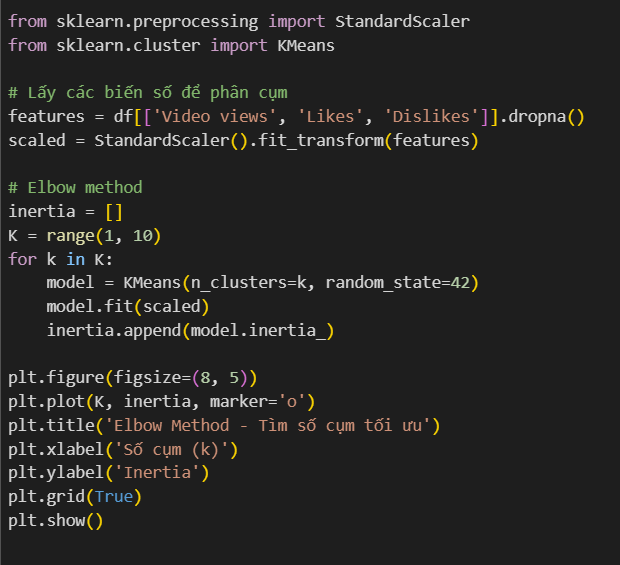 from sklearn.preprocessing import StandardScaler
from sklearn.cluster import KMeans
# Lấy các biến số để phân cụm
features = df[['Video views', 'Likes', 'Dislikes']].dropna()
scaled = StandardScaler().fit_transform(features)
# Elbow method
inertia = []
K = range(1, 10)
for k in K:
    model = KMeans(n_clusters=k, random_state=42)
    model.fit(scaled)
    inertia.append(model.inertia_)
plt.figure(figsize=(8, 5))
plt.plot(K, inertia, marker='o')
plt.title('Elbow Method - Tìm số cụm tối ưu')
plt.xlabel('Số cụm (k)')
plt.ylabel('Inertia')
plt.grid(True)
plt.show()